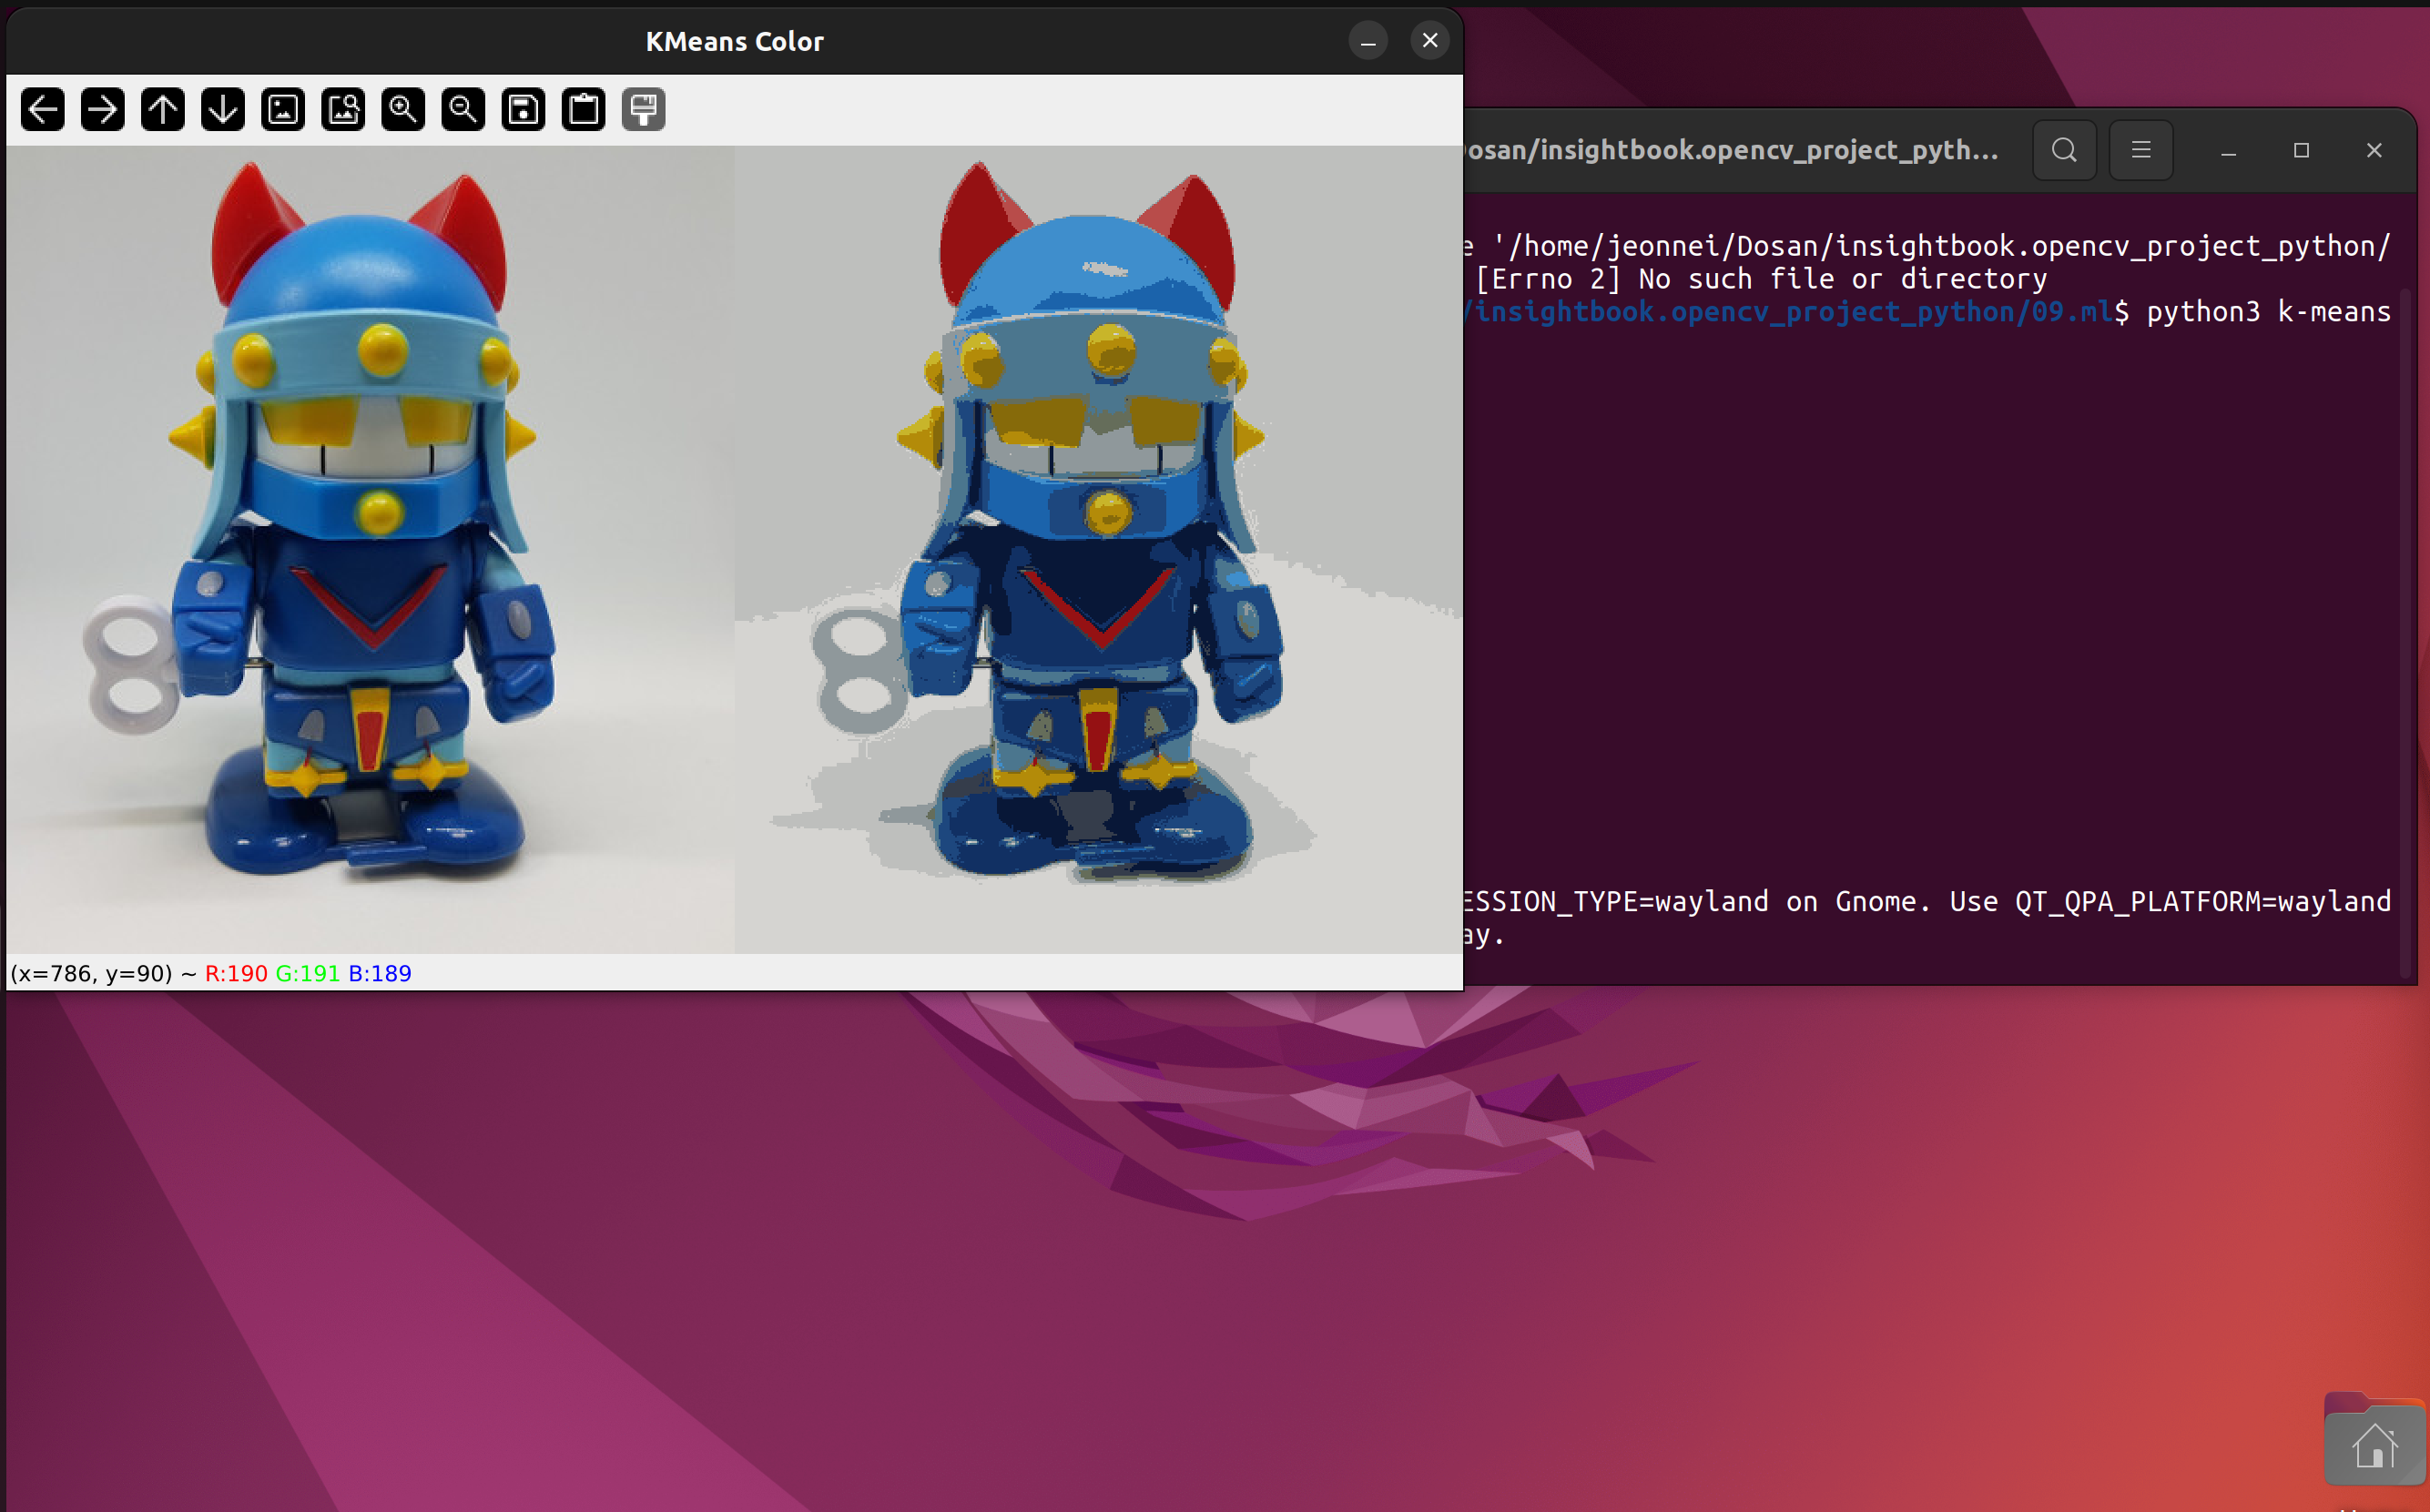 KMeans Color
osan/insightbook.opencv_project_pyth...
'/home/jeonnei/Dosan/insightbook.opencv_project_python/
[Errno 2] No such file or directory
/insightbook.opencv_project_python/09.ml$ python3 k-means
ESSION_TYPE=wayland on Gnome. Use QT_QPA_PLATFORM=wayland
ay.
(x=786, y=90) ~ R:190 G:191 B:189